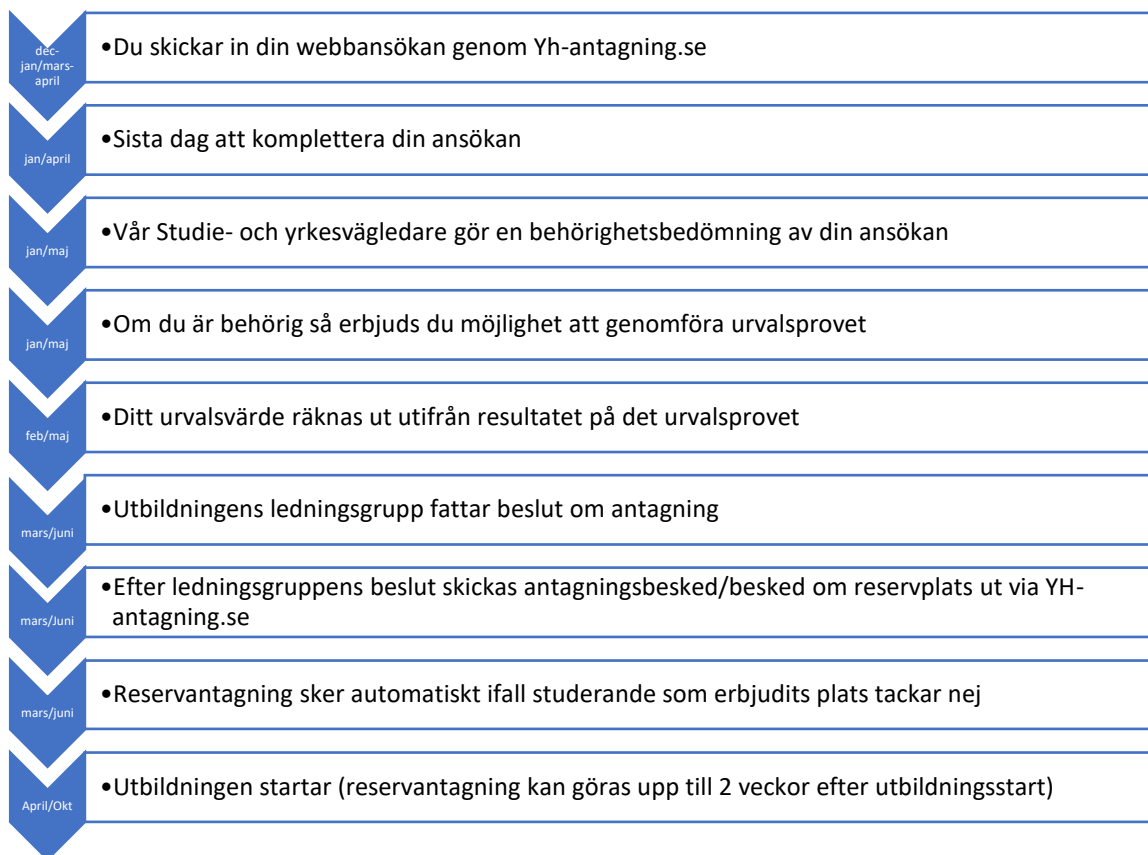 dec-
jan/mars-
april
•Du skickar in din webbansökan genom Yh-antagning.se
jan/april
•Sista dag att komplettera din ansökan
jan/maj
•Vår Studie- och yrkesvägledare gör en behörighetsbedömning av din ansökan
jan/maj
•Om du är behörig så erbjuds du möjlighet att genomföra urvalsprovet
feb/maj
•Ditt urvalsvärde räknas ut utifrån resultatet på det urvalsprovet
mars/juni
•Utbildningens ledningsgrupp fattar beslut om antagning
mars/Juni
•Efter ledningsgruppens beslut skickas antagningsbesked/besked om reservplats ut via YH-
antagning.se
mars/juni
•Reservantagning sker automatiskt ifall studerande som erbjudits plats tackar nej
April/Okt
•Utbildningen startar (reservantagning kan göras upp till 2 veckor efter utbildningsstart)